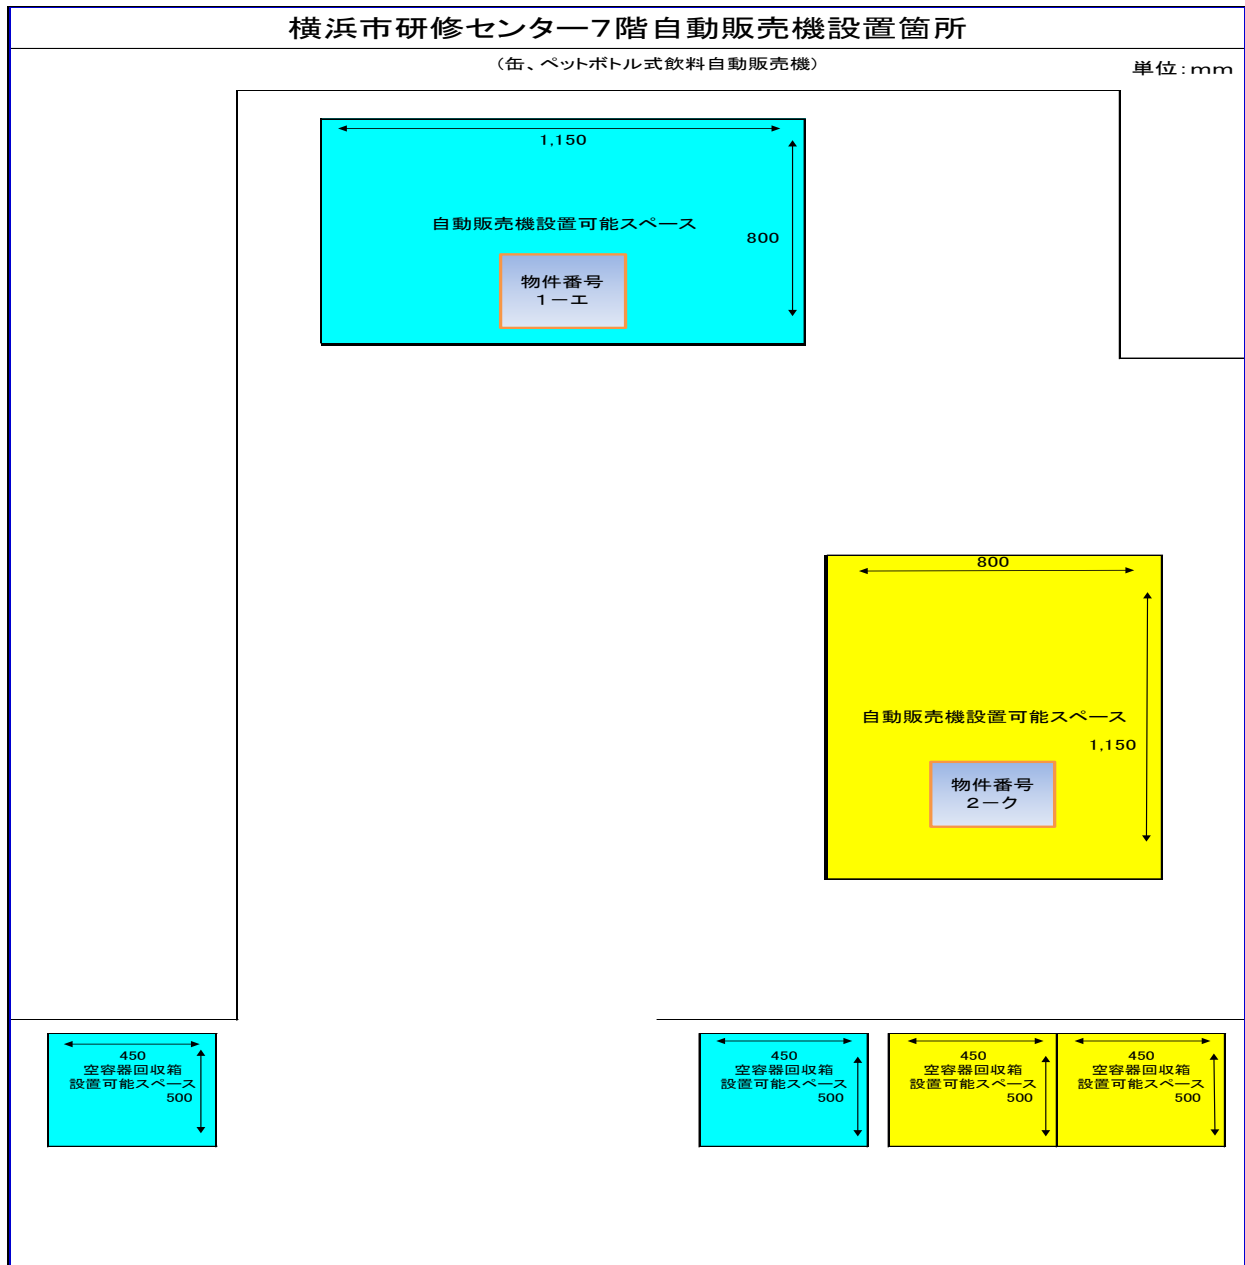 横浜市研修センター7階自動販売機設置箇所
（缶、ペットボトル式飲料自動販売機）
単位：mm
1,150
自動販売機設置可能スペース
800
物件番号
1－エ
800
自動販売機設置可能スペース
1,150
物件番号
2－ク
450
空容器回収箱
設置可能スペース
500
450
空容器回収箱
設置可能スペース
500
450
空容器回収箱
設置可能スペース
500
450
空容器回収箱
設置可能スペース
500